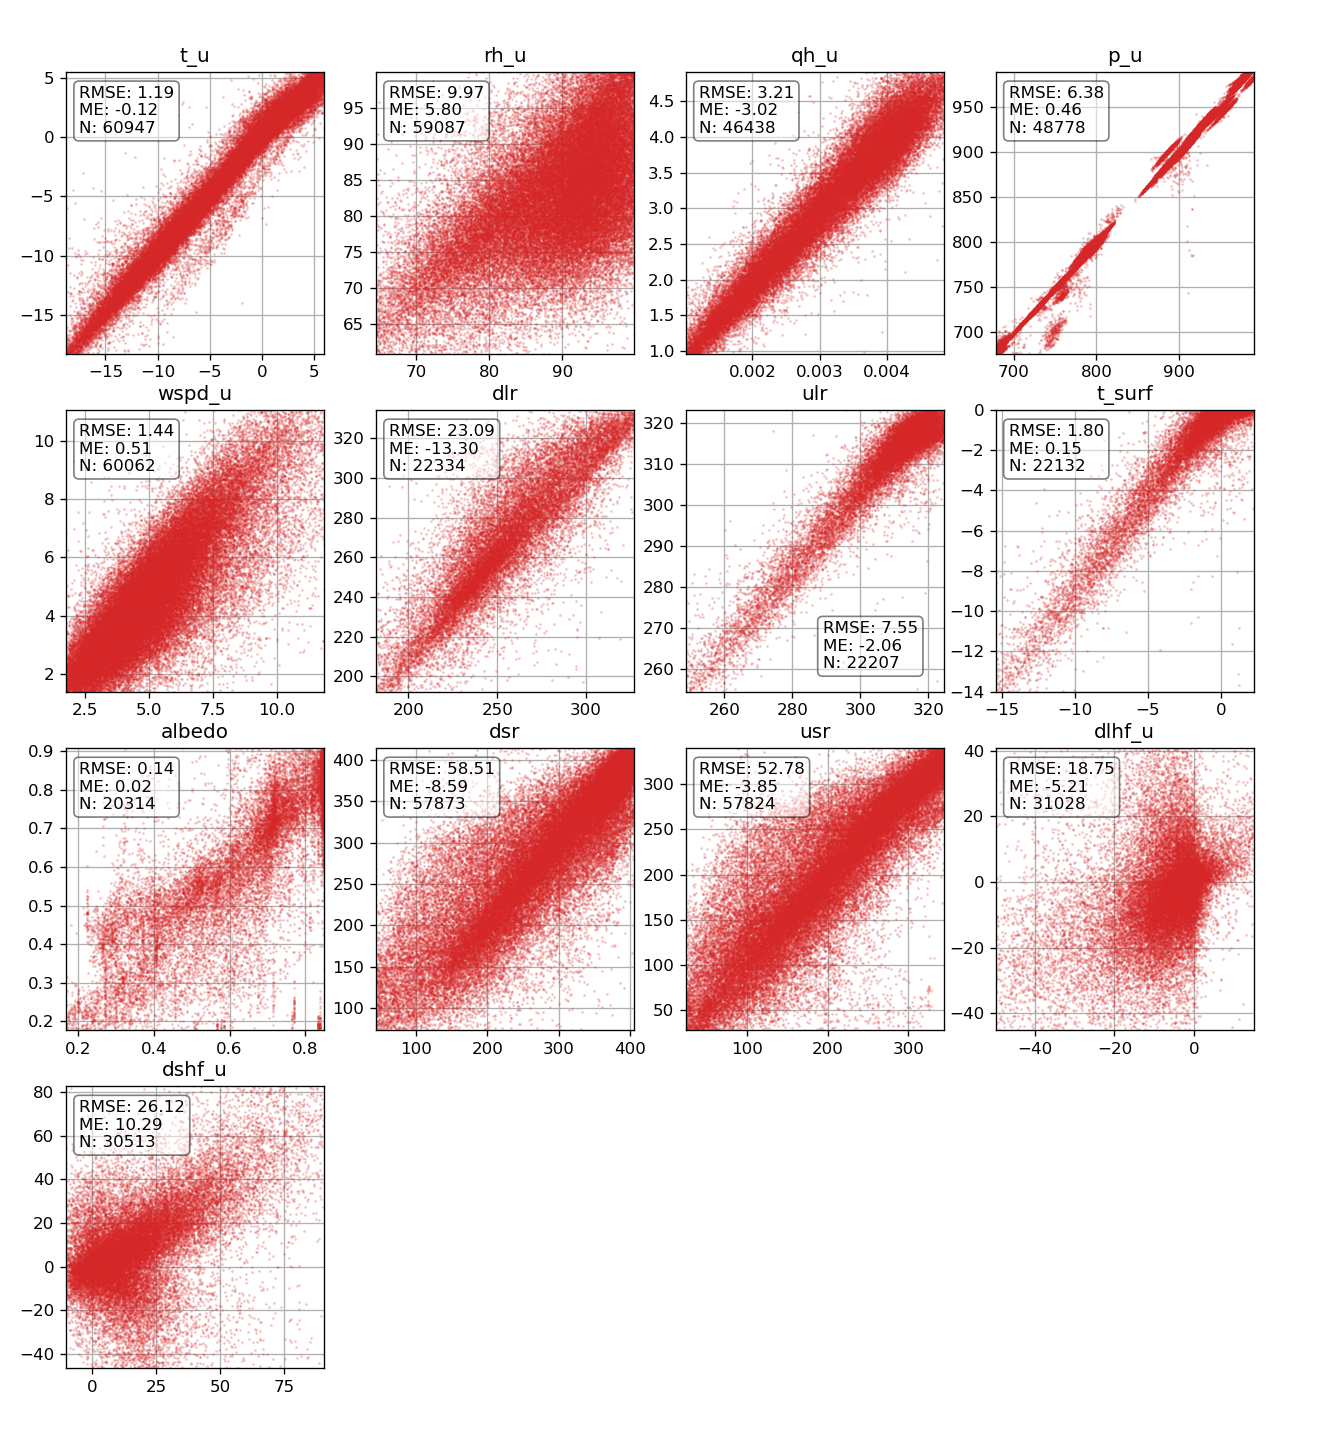 t_u
RMSE: 1.19
ME: -0.12
N: 60947
5
0
−5
−10
−15
−15 −10 −5 0 5
rh_u
RMSE: 9.97
ME: 5.80
N: 59087
95
90
85
80
75
70
65
70 80 90
qh_u
RMSE: 3.21
ME: -3.02
N: 46438
4.5
4.0
3.5
3.0
2.5
2.0
1.5
1.0
0.002 0.003 0.004
p_u
RMSE: 6.38
ME: 0.46
N: 48778
950
900
850
800
750
700
700 800 900
wspd_u
RMSE: 1.44
ME: 0.51
N: 60062
10
8
6
4
2
2.5 5.0 7.5 10.0
dlr
RMSE: 23.09
ME: -13.30
N: 22334
320
300
280
260
240
220
200
200 250 300
ulr
RMSE: 7.55
ME: -2.06
N: 22207
320
310
300
290
280
270
260
260 280 300 320
t_surf
RMSE: 1.80
ME: 0.15
N: 22132
0
−2
−4
−6
−8
−10
−12
−14
−15 −10 −5 0
albedo
RMSE: 0.14
ME: 0.02
N: 20314
0.9
0.8
0.7
0.6
0.5
0.4
0.3
0.2
0.2 0.4 0.6 0.8
dsr
RMSE: 58.51
ME: -8.59
N: 57873
400
350
300
250
200
150
100
100 200 300 400
usr
RMSE: 52.78
ME: -3.85
N: 57824
300
250
200
150
100
50
100 200 300
dlhf_u
RMSE: 18.75
ME: -5.21
N: 31028
40
20
0
−20
−40
−40 −20 0
dshf_u
RMSE: 26.12
ME: 10.29
N: 30513
80
60
40
20
0
−20
−40
0 25 50 75